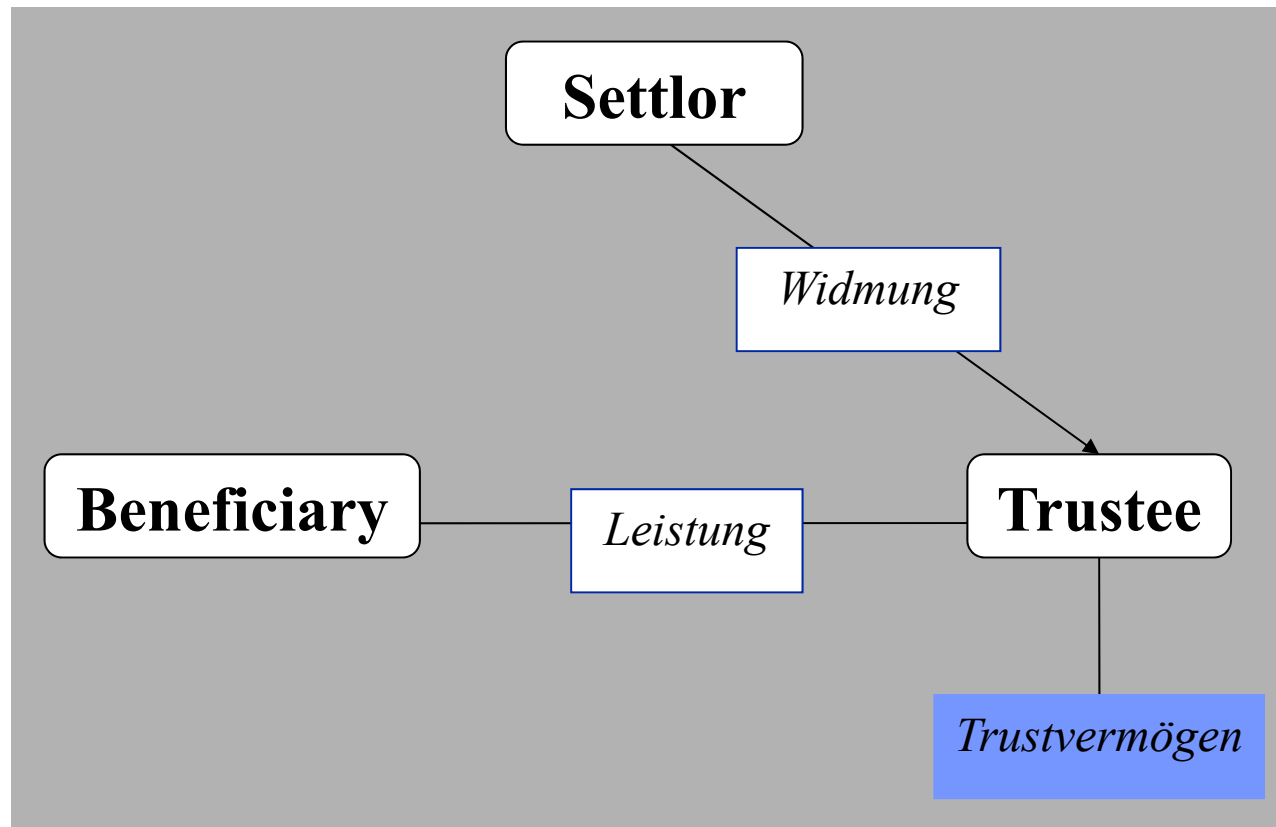 Settlor
Widmung
Beneficiary
Leistung
Trustee
Trustvermögen